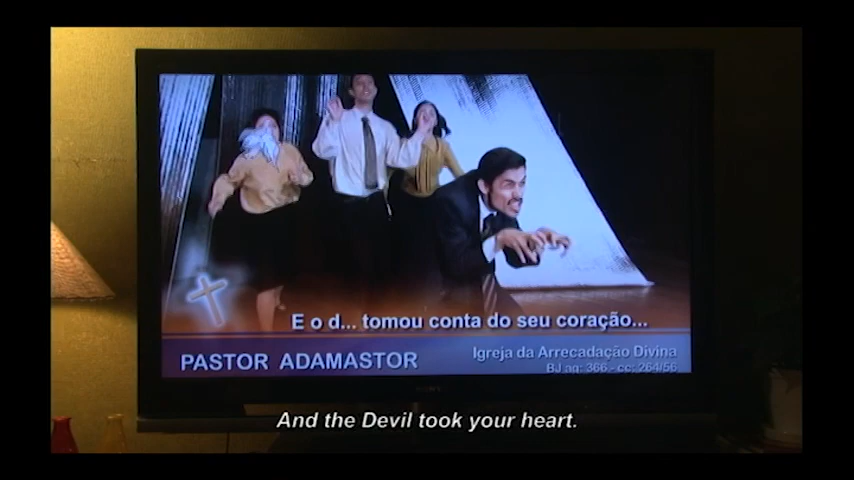 E o d... tomou conta do seu coração...
PASTOR ADAMASTOR
Igreja da Arrecadação Divina
BJ ag: 366 - cc: 264/56
SONY
And the Devil took your heart.